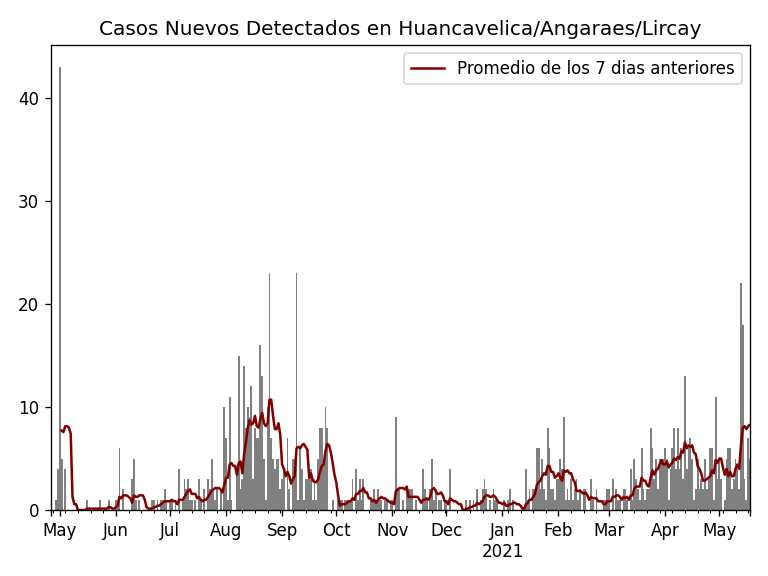 Casos Nuevos Detectados en Huancavelica/Angaraes/Lircay
Promedio de los 7 dias anteriores
40
30
20
10
0
May Jun Jul Aug Sep Oct Nov Dec Jan Feb Mar Apr May
2021